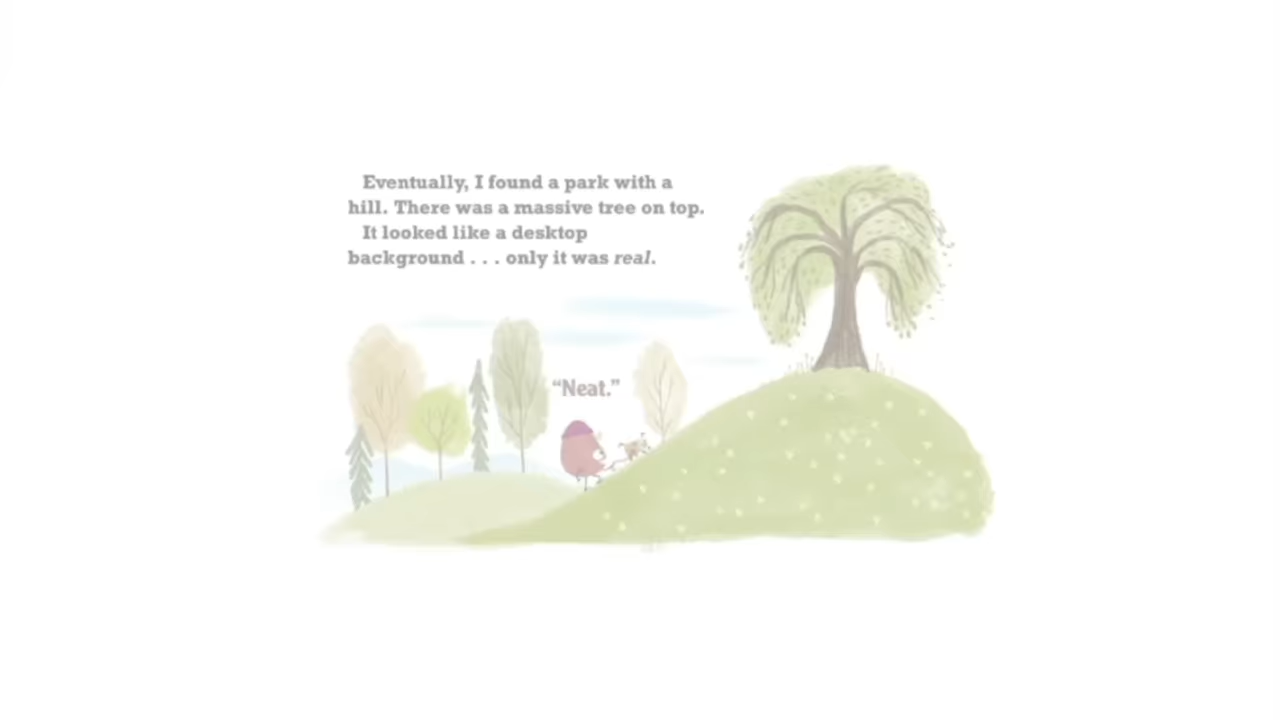 Eventually, I found a park with a
hill. There was a massive tree on top.
It looked like a desktop
background . . . only it was real.
“Neat.”